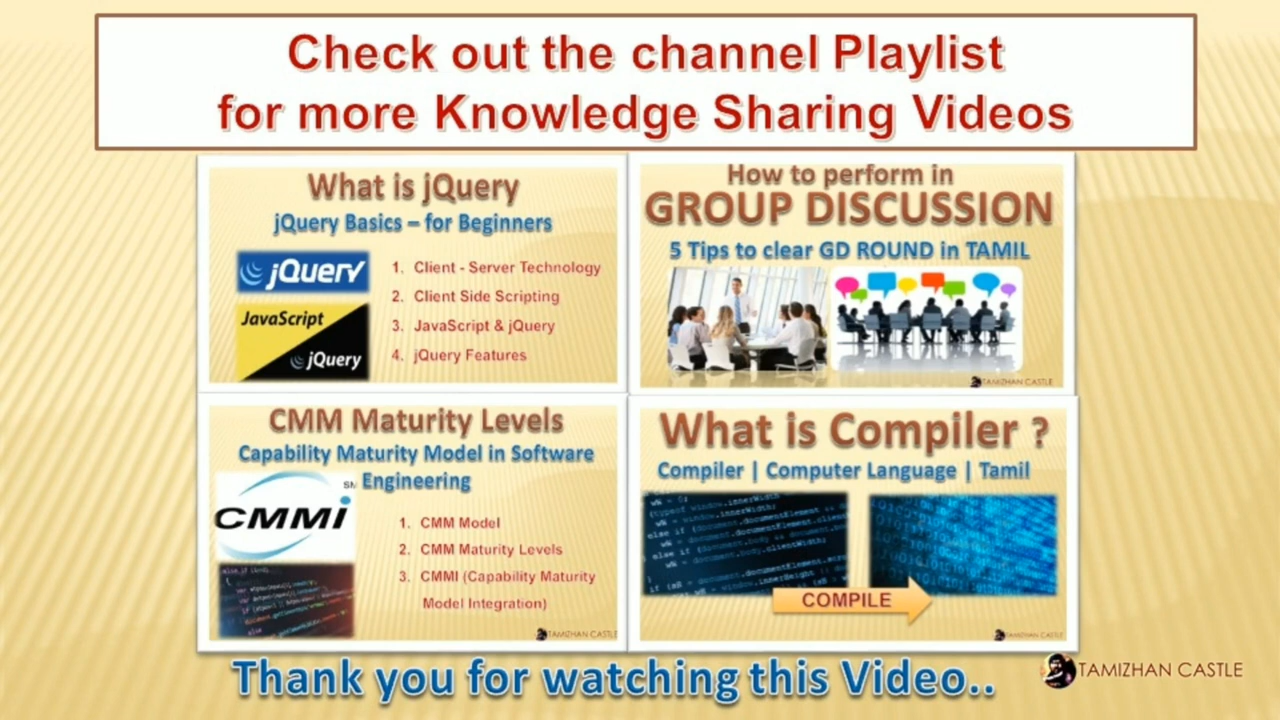 Check out the channel Playlist
for more Knowledge Sharing Videos
What is jQuery
jQuery Basics – for Beginners
jQuery
JavaScript
jQuery
1. Client - Server Technology
2. Client Side Scripting
3. JavaScript & jQuery
4. jQuery Features
How to perform in
GROUP DISCUSSION
5 Tips to clear GD ROUND in TAMIL
TAMIZHAN CASTLE
CMM Maturity Levels
Capability Maturity Model in Software
Engineering
SM
CMMi
1. CMM Model
2. CMM Maturity Levels
3. CMMI (Capability Maturity
Model Integration)
TAMIZHAN CASTLE
What is Compiler ?
Compiler | Computer Language | Tamil
COMPILE
TAMIZHAN CASTLE
Thank you for watching this Video..
TAMIZHAN CASTLE